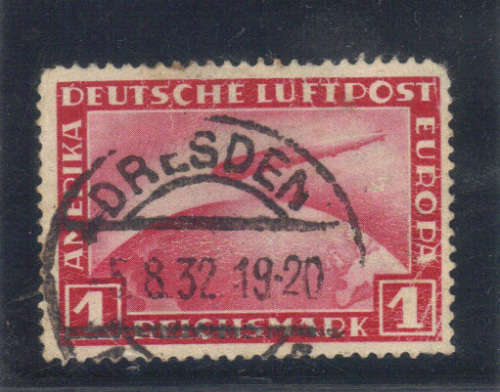 DEUTSCHE LUFTPOST
AMERIKA
EUROPA
DRESDEN
5.8.32 19-20
1 REICHSMARK 1